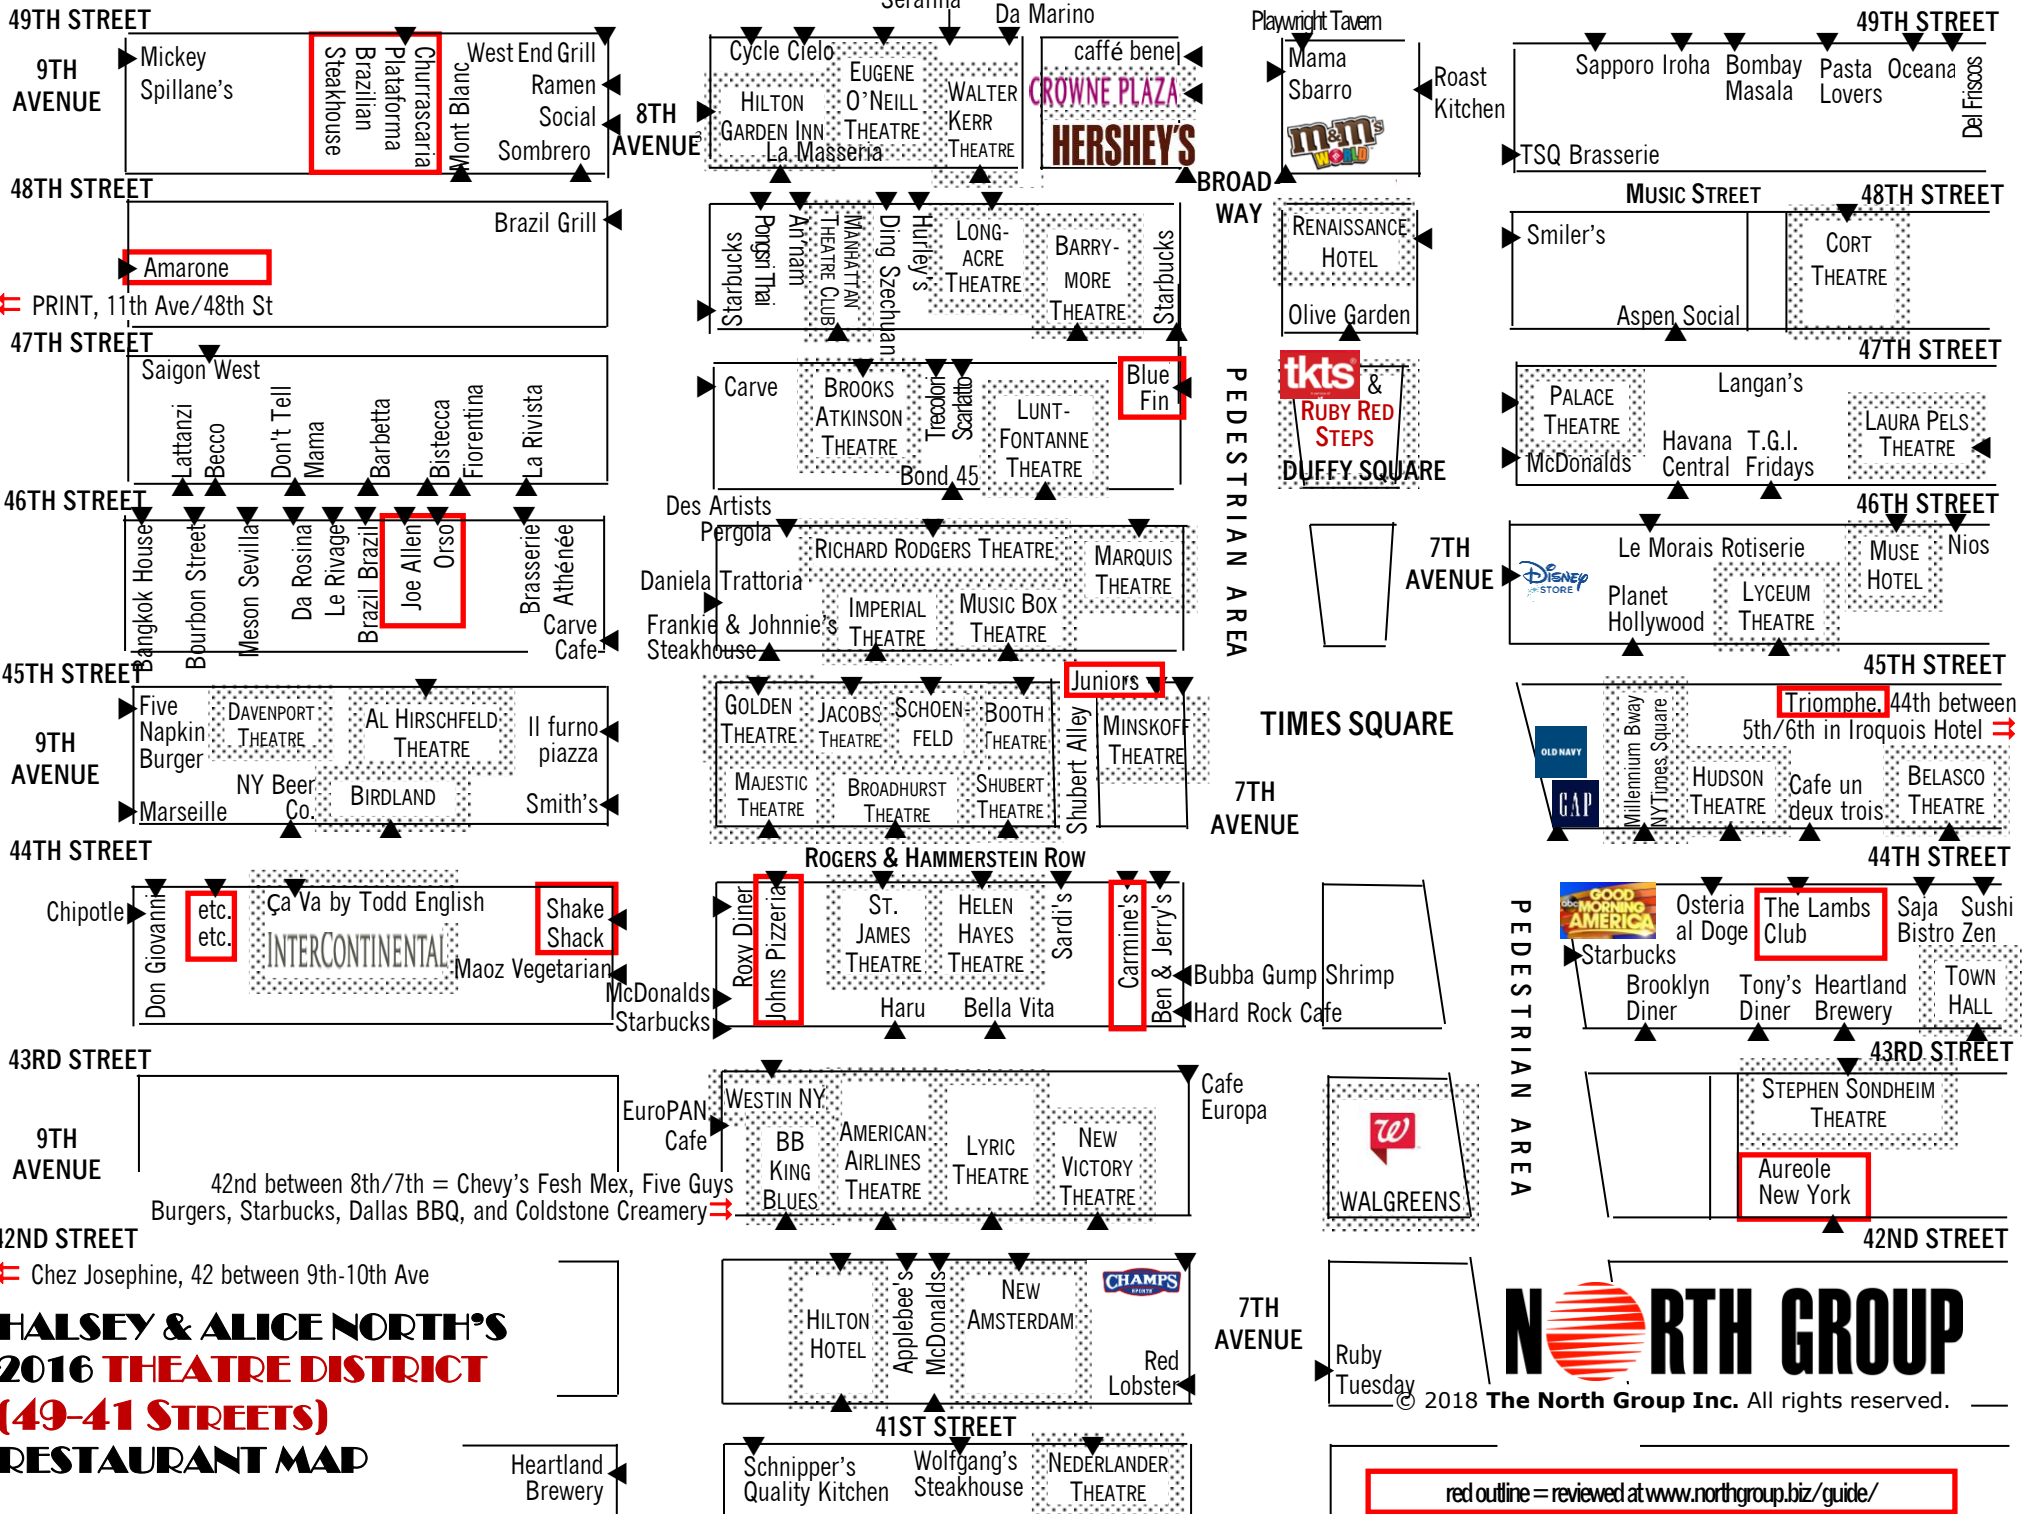 49TH STREET
9TH
AVENUE
Mickey
Spillane's
Churrascaria
Plataforma
Brazilian
Steakhouse
Mont Blanc
West End Grill
Ramen
Social
Sombrero
8TH
AVENUE
Da Marino
Cycle Cielo
HILTON
GARDEN INN
La Masseria
EUGENE
O'NEILL
THEATRE
WALTER
KERR
THEATRE
caffé bene
CROWNE PLAZA
HERSHEY'S
Playwright Tavern
Mama
Sbarro
m&m's
WORLD
Roast
Kitchen
49TH STREET
Sapporo
Iroha
Bombay
Masala
Pasta
Lovers
Oceana
Del Friscos
TSQ Brasserie
48TH STREET
BROAD
WAY
MUSIC STREET
48TH STREET
Brazil Grill
Amarone
PRINT, 11th Ave/48th St
Starbucks
Pongsri Thai
An'nam
MANHATTAN
THEATRE CLUB
Ding Szechuan
Hurley's
LONG-
ACRE
THEATRE
BARRY-
MORE
THEATRE
Starbucks
RENAISSANCE
HOTEL
Olive Garden
Smiler's
Aspen Social
CORT
THEATRE
47TH STREET
47TH STREET
Saigon West
Lattanzi
Becco
Don't Tell
Mama
Barbetta
Bistecca
Fiorentina
La Rivista
Carve
BROOKS
ATKINSON
THEATRE
Trecolori
Scarlatto
Bond 45
LUNT-
FONTANNE
THEATRE
Blue
Fin
PEDESTRIAN AREA
tkts
&
RUBY RED
STEPS
DUFFY SQUARE
PALACE
THEATRE
McDonalds
Langan's
Havana
Central
T.G.I.
Fridays
LAURA PELS
THEATRE
46TH STREET
46TH STREET
Bangkok House
Bourbon Street
Meson Sevilla
Da Rosina
Le Rivage
Brazil Brazil
Joe Allen
Orso
Brasserie
Athénée
Carve
Cafe
Des Artists
Pergola
Daniela Trattoria
Frankie & Johnnie's
Steakhouse
RICHARD RODGERS THEATRE
IMPERIAL
THEATRE
MUSIC BOX
THEATRE
MARQUIS
THEATRE
7TH
AVENUE
Disney
STORE
Le Morais Rotiserie
Planet
Hollywood
LYCEUM
THEATRE
MUSE
HOTEL
Nios
45TH STREET
45TH STREET
9TH
AVENUE
Five
Napkin
Burger
Marseille
DAVENPORT
THEATRE
NY Beer
Co.
AL HIRSCHFELD
THEATRE
BIRDLAND
Il furno
piazza
Smith's
GOLDEN
THEATRE
JACOBS
THEATRE
SCHOEN-
FELD
BOOTH
THEATRE
MAJESTIC
THEATRE
BROADHURST
THEATRE
SHUBERT
THEATRE
Shubert Alley
Juniors
MINSKOFF
THEATRE
TIMES SQUARE
7TH
AVENUE
OLD NAVY
GAP
Millennium Bway
NYTimes Square
Triomphe, 44th between
5th/6th in Iroquois Hotel
HUDSON
THEATRE
Cafe un
deux trois
BELASCO
THEATRE
44TH STREET
ROGERS & HAMMERSTEIN ROW
44TH STREET
Chipotle
Don Giovanni
etc.
etc.
Ça Va by Todd English
INTERCONTINENTAL
Shake
Shack
Maoz Vegetarian
McDonalds
Starbucks
Roxy Diner
Johns Pizzeria
ST.
JAMES
THEATRE
HELEN
HAYES
THEATRE
Haru
Bella Vita
Sardi's
Carmine's
Ben & Jerry's
Bubba Gump Shrimp
Hard Rock Cafe
PEDESTRIAN AREA
abc
GOOD
MORNING
AMERICA
Starbucks
Osteria
al Doge
The Lambs
Club
Saja
Bistro
Sushi
Zen
Brooklyn
Diner
Tony's
Diner
Heartland
Brewery
TOWN
HALL
43RD STREET
43RD STREET
9TH
AVENUE
EuroPAN
Cafe
WESTIN NY
BB
KING
BLUES
AMERICAN
AIRLINES
THEATRE
LYRIC
THEATRE
NEW
VICTORY
THEATRE
Cafe
Europa
WALGREENS
STEPHEN SONDHEIM
THEATRE
Aureole
New York
42nd between 8th/7th = Chevy's Fesh Mex, Five Guys
Burgers, Starbucks, Dallas BBQ, and Coldstone Creamery
42ND STREET
42ND STREET
Chez Josephine, 42 between 9th-10th Ave
HALSEY & ALICE NORTH'S
2016 THEATRE DISTRICT
(49-41 STREETS)
RESTAURANT MAP
HILTON
HOTEL
Applebee's
McDonalds
NEW
AMSTERDAM
CHAMPS
SPORTS
Red
Lobster
7TH
AVENUE
Ruby
Tuesday
NORTH GROUP
© 2018 The North Group Inc. All rights reserved.
41ST STREET
Heartland
Brewery
Schnipper's
Quality Kitchen
Wolfgang's
Steakhouse
NEDERLANDER
THEATRE
red outline = reviewed at www.northgroup.biz/guide/